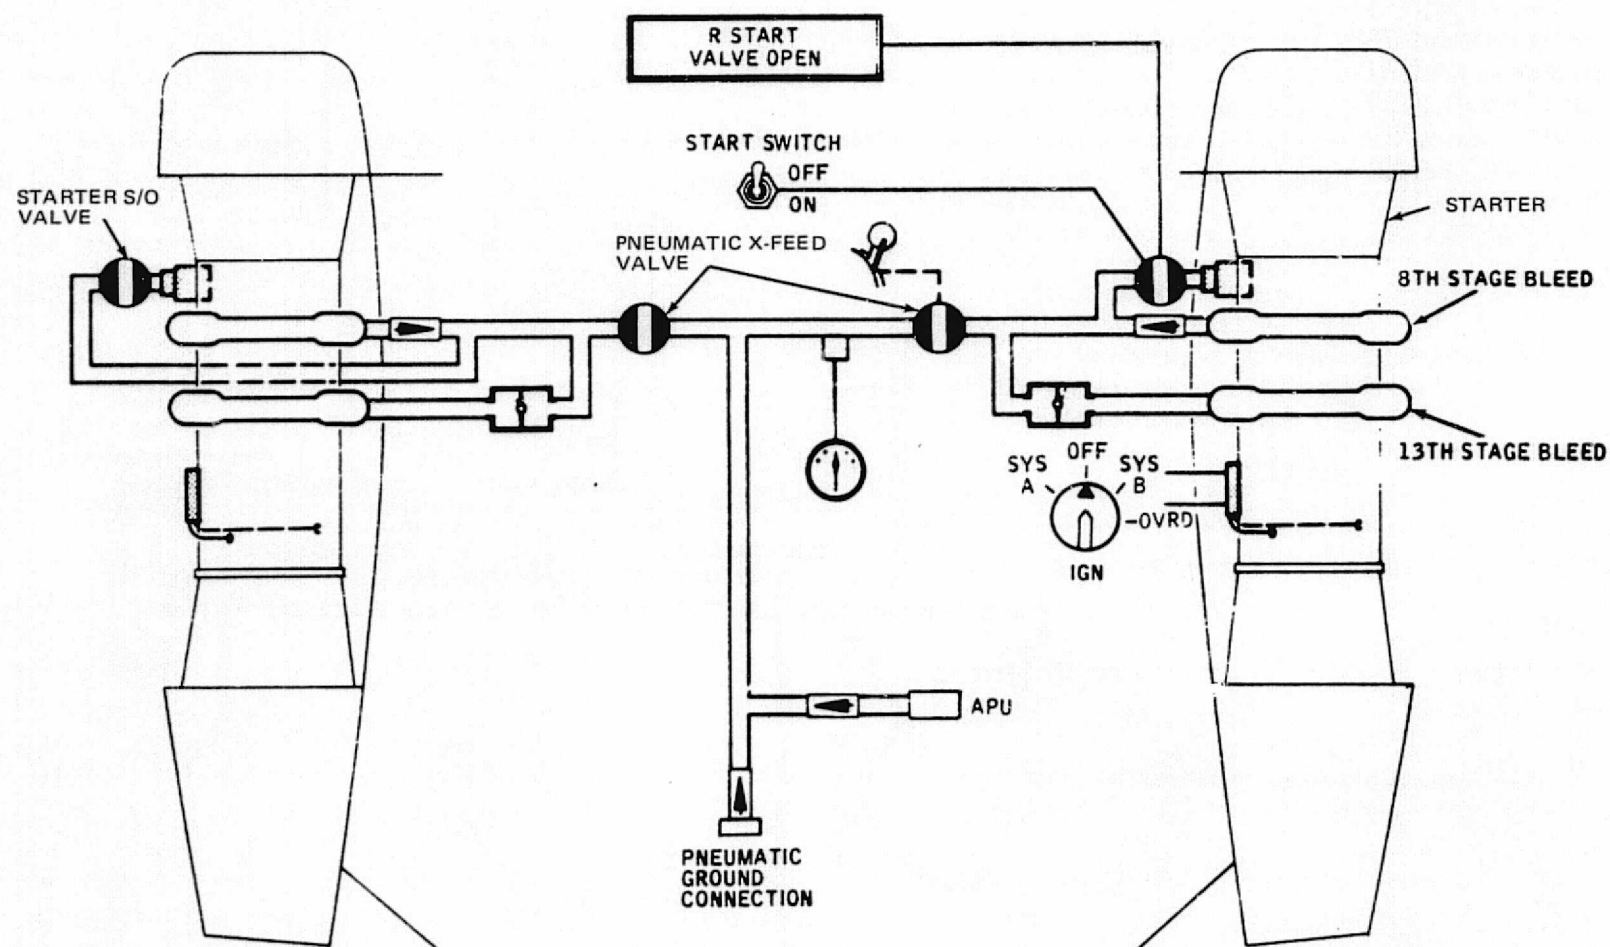 R START
VALVE OPEN
START SWITCH
OFF
ON
STARTER S/O
VALVE
PNEUMATIC X-FEED
VALVE
STARTER
8TH STAGE BLEED
13TH STAGE BLEED
OFF
SYS
A
SYS
B
-OVRD
IGN
APU
PNEUMATIC
GROUND
CONNECTION